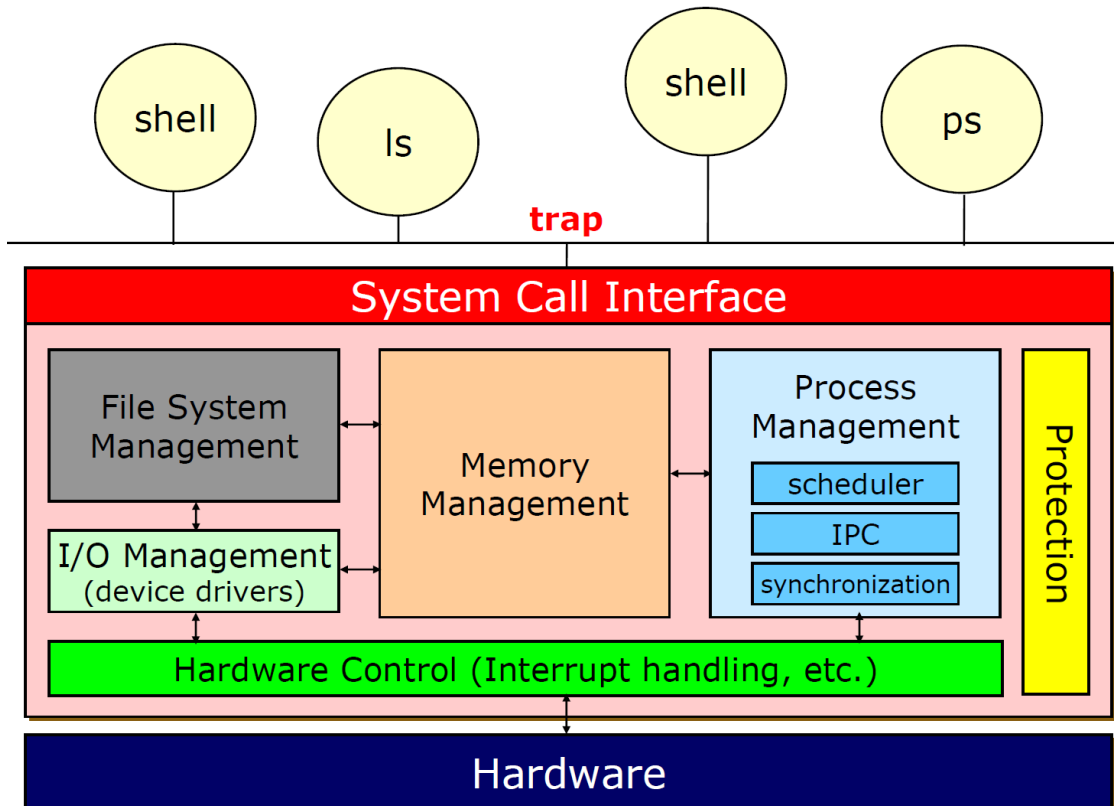 shell
ls
shell
ps
trap
System Call Interface
File System
Management
Memory
Management
Process
Management
scheduler
IPC
synchronization
Protection
I/O Management
(device drivers)
Hardware Control (Interrupt handling, etc.)
Hardware